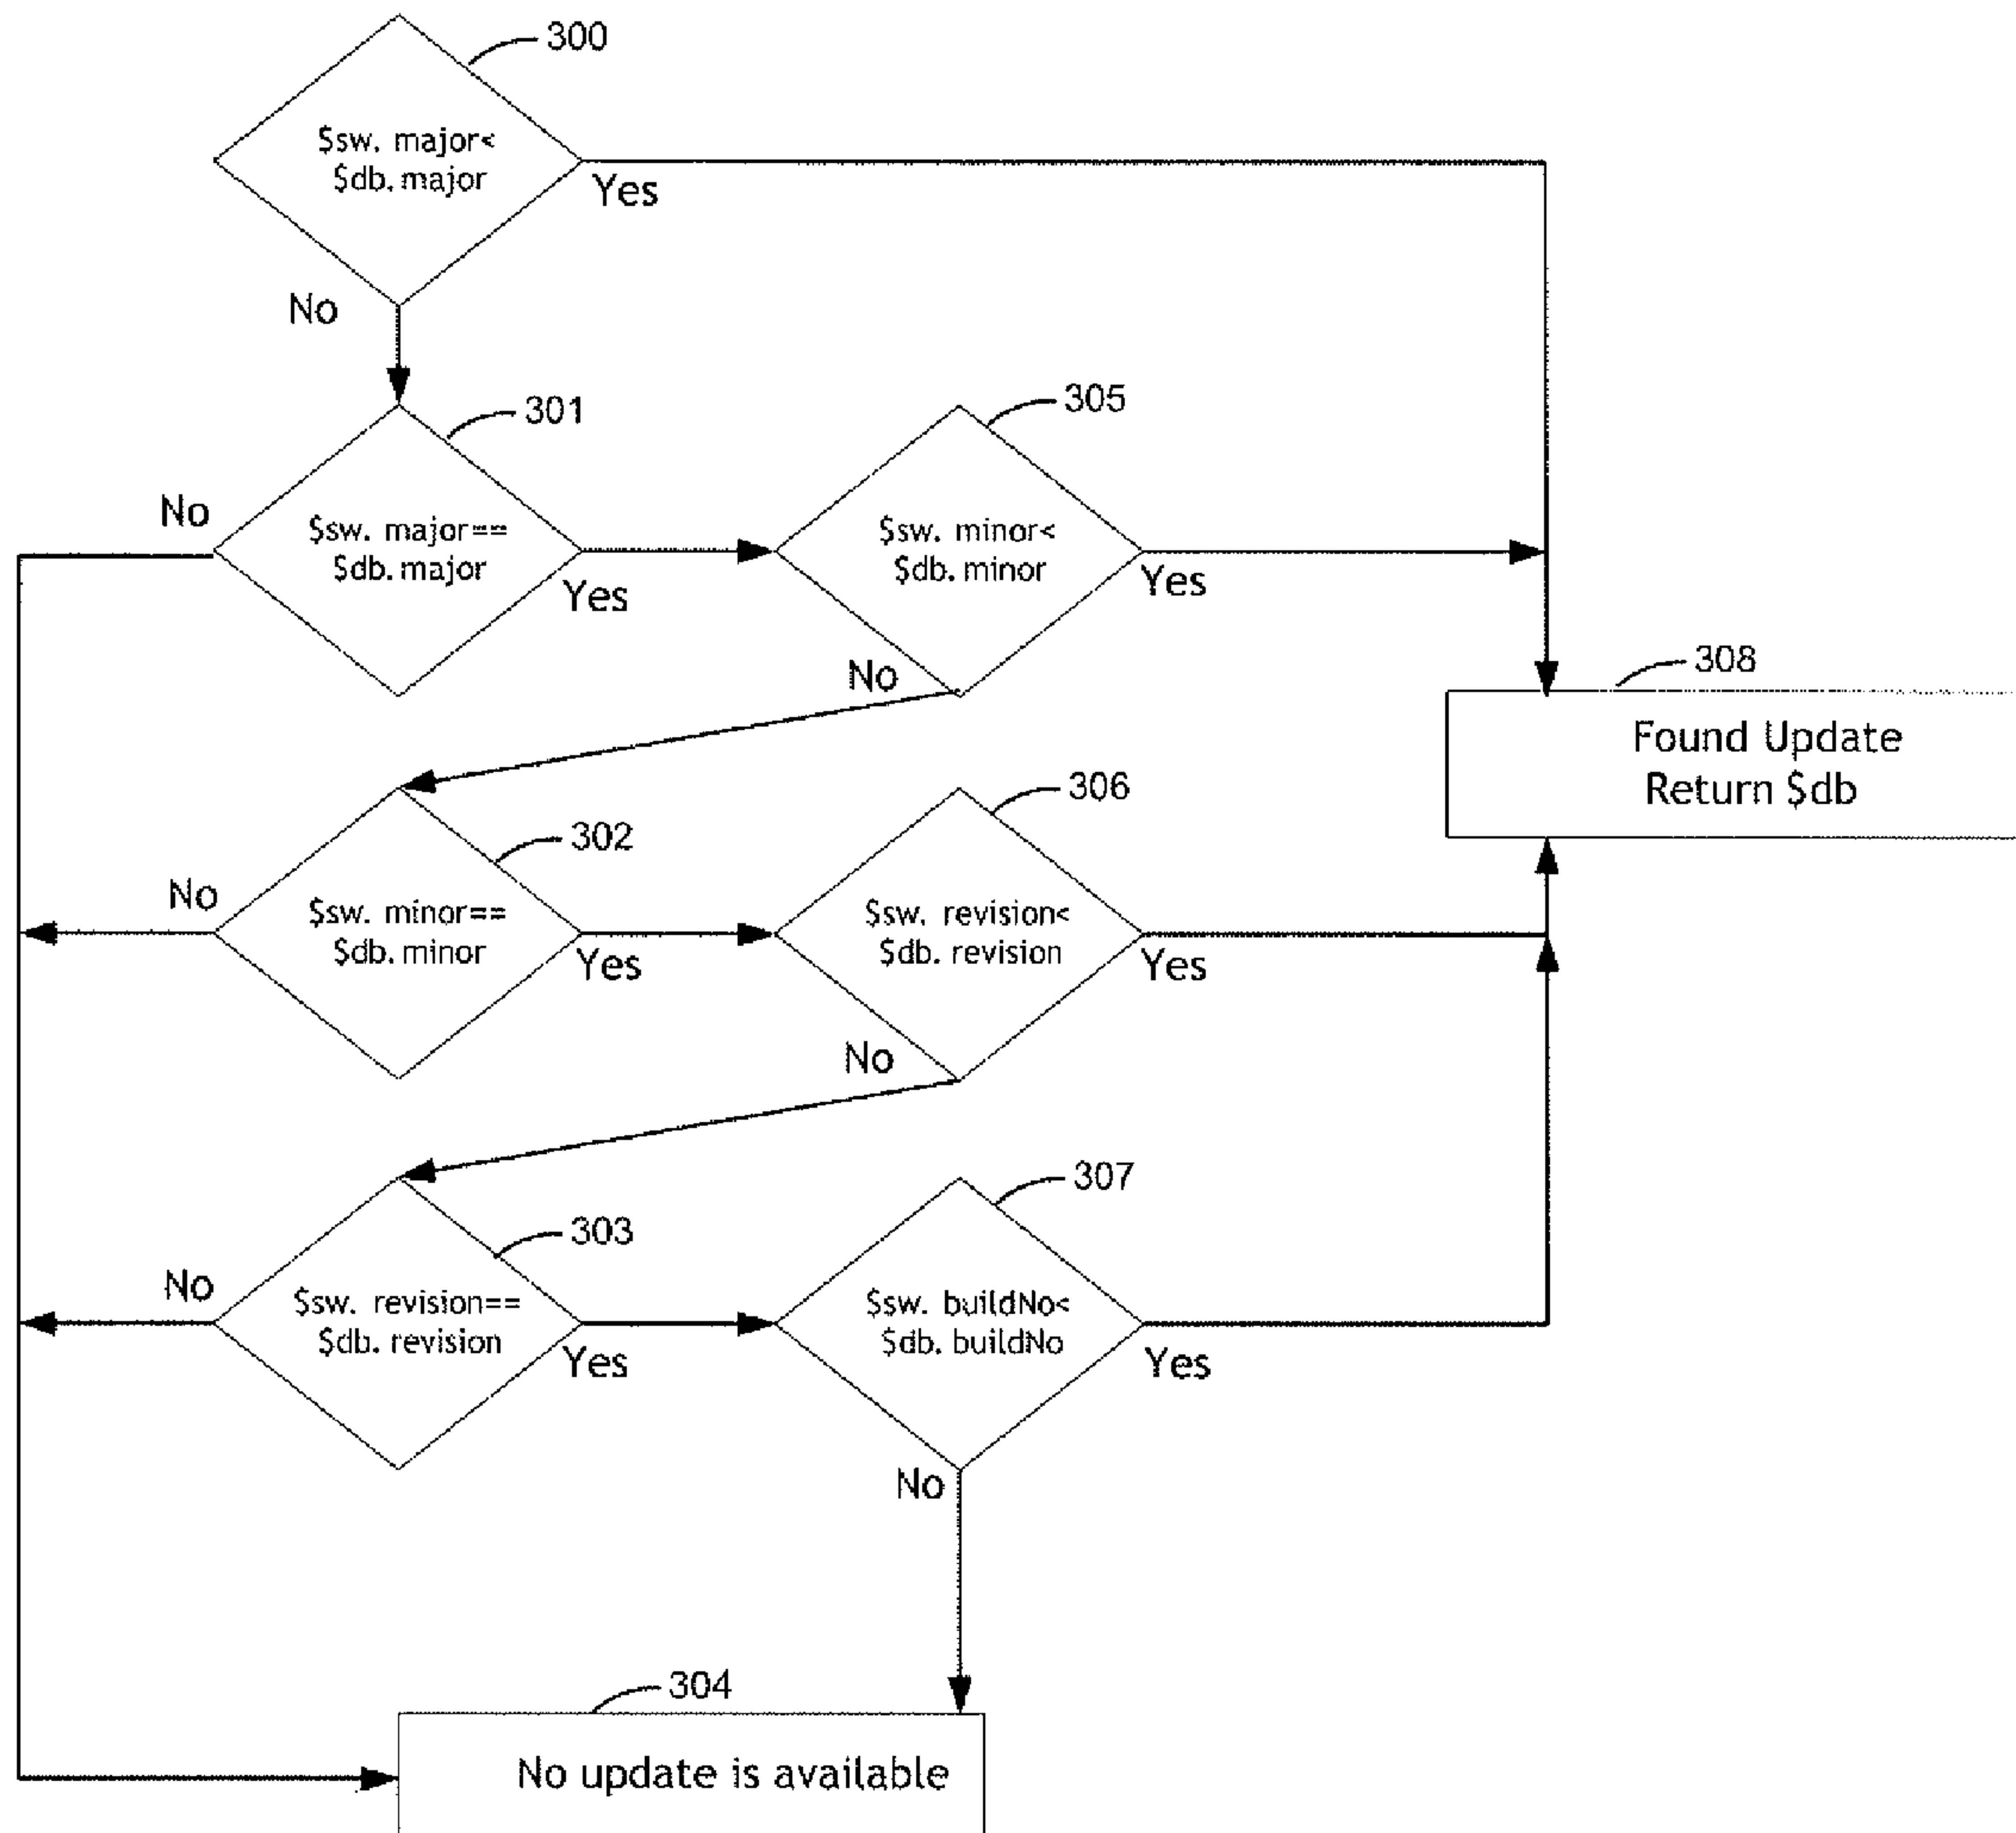 300
$sw. major<
$db. major
Yes
No
301
305
No
$sw. major==
$db. major
Yes
$sw. minor<
$db. minor
Yes
No
308
Found Update
Return $db
302
306
No
$sw. minor==
$db. minor
Yes
$sw. revision<
$db. revision
Yes
No
303
307
No
$sw. revision==
$db. revision
Yes
$sw. buildNo<
$db. buildNo
Yes
No
304
No update is available